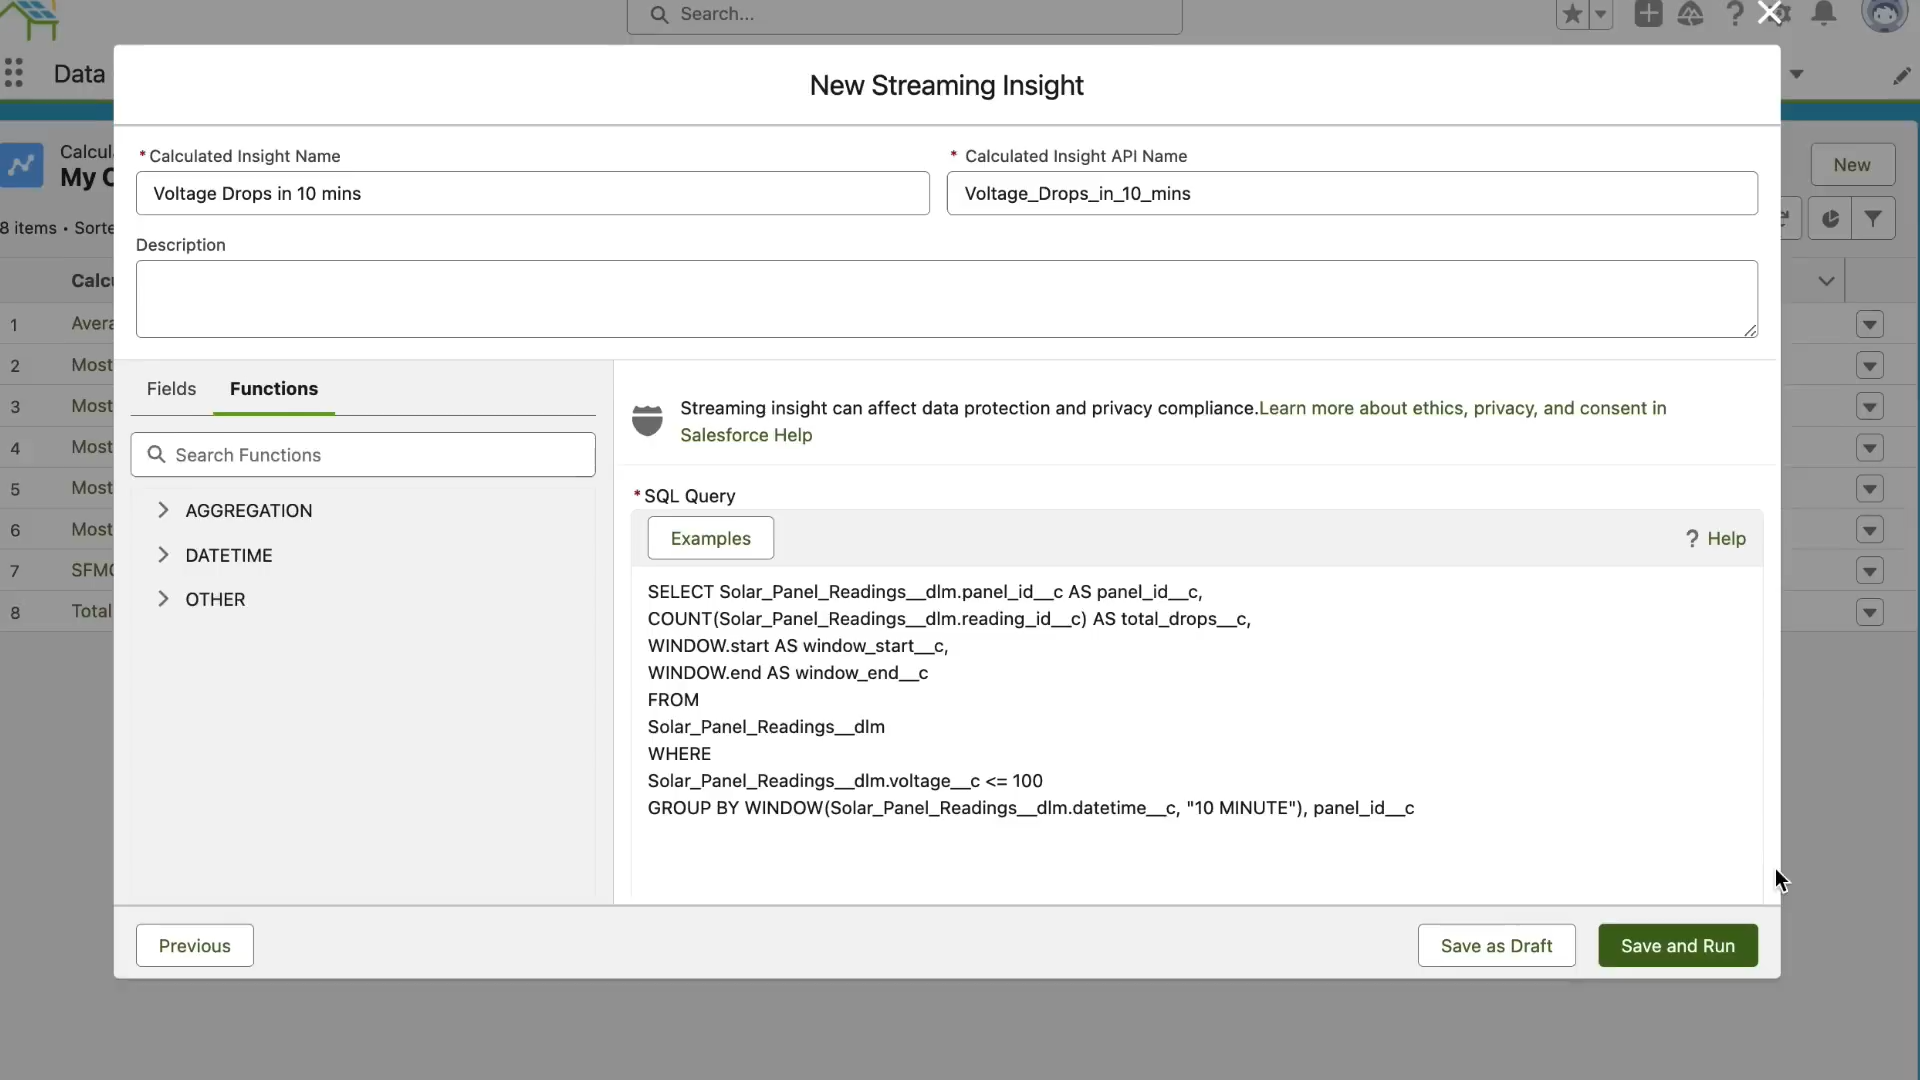 Search...
Data
New Streaming Insight
* Calculated Insight Name
* Calculated Insight API Name
Voltage Drops in 10 mins
Voltage_Drops_in_10_mins
Description
Calcul
My C
New
8 items • Sorte
Calcu
1 Avera
2 Most
3 Most
4 Most
5 Most
6 Most
7 SFMC
8 Total
Fields
Functions
Search Functions
AGGREGATION
DATETIME
OTHER
Streaming insight can affect data protection and privacy compliance.Learn more about ethics, privacy, and consent in
Salesforce Help
* SQL Query
Examples
? Help
SELECT Solar_Panel_Readings__dlm.panel_id__c AS panel_id__c,
COUNT(Solar_Panel_Readings__dlm.reading_id__c) AS total_drops__c,
WINDOW.start AS window_start__c,
WINDOW.end AS window_end__c
FROM
Solar_Panel_Readings__dlm
WHERE
Solar_Panel_Readings__dlm.voltage__c <= 100
GROUP BY WINDOW(Solar_Panel_Readings__dlm.datetime__c, "10 MINUTE"), panel_id__c
Previous
Save as Draft
Save and Run